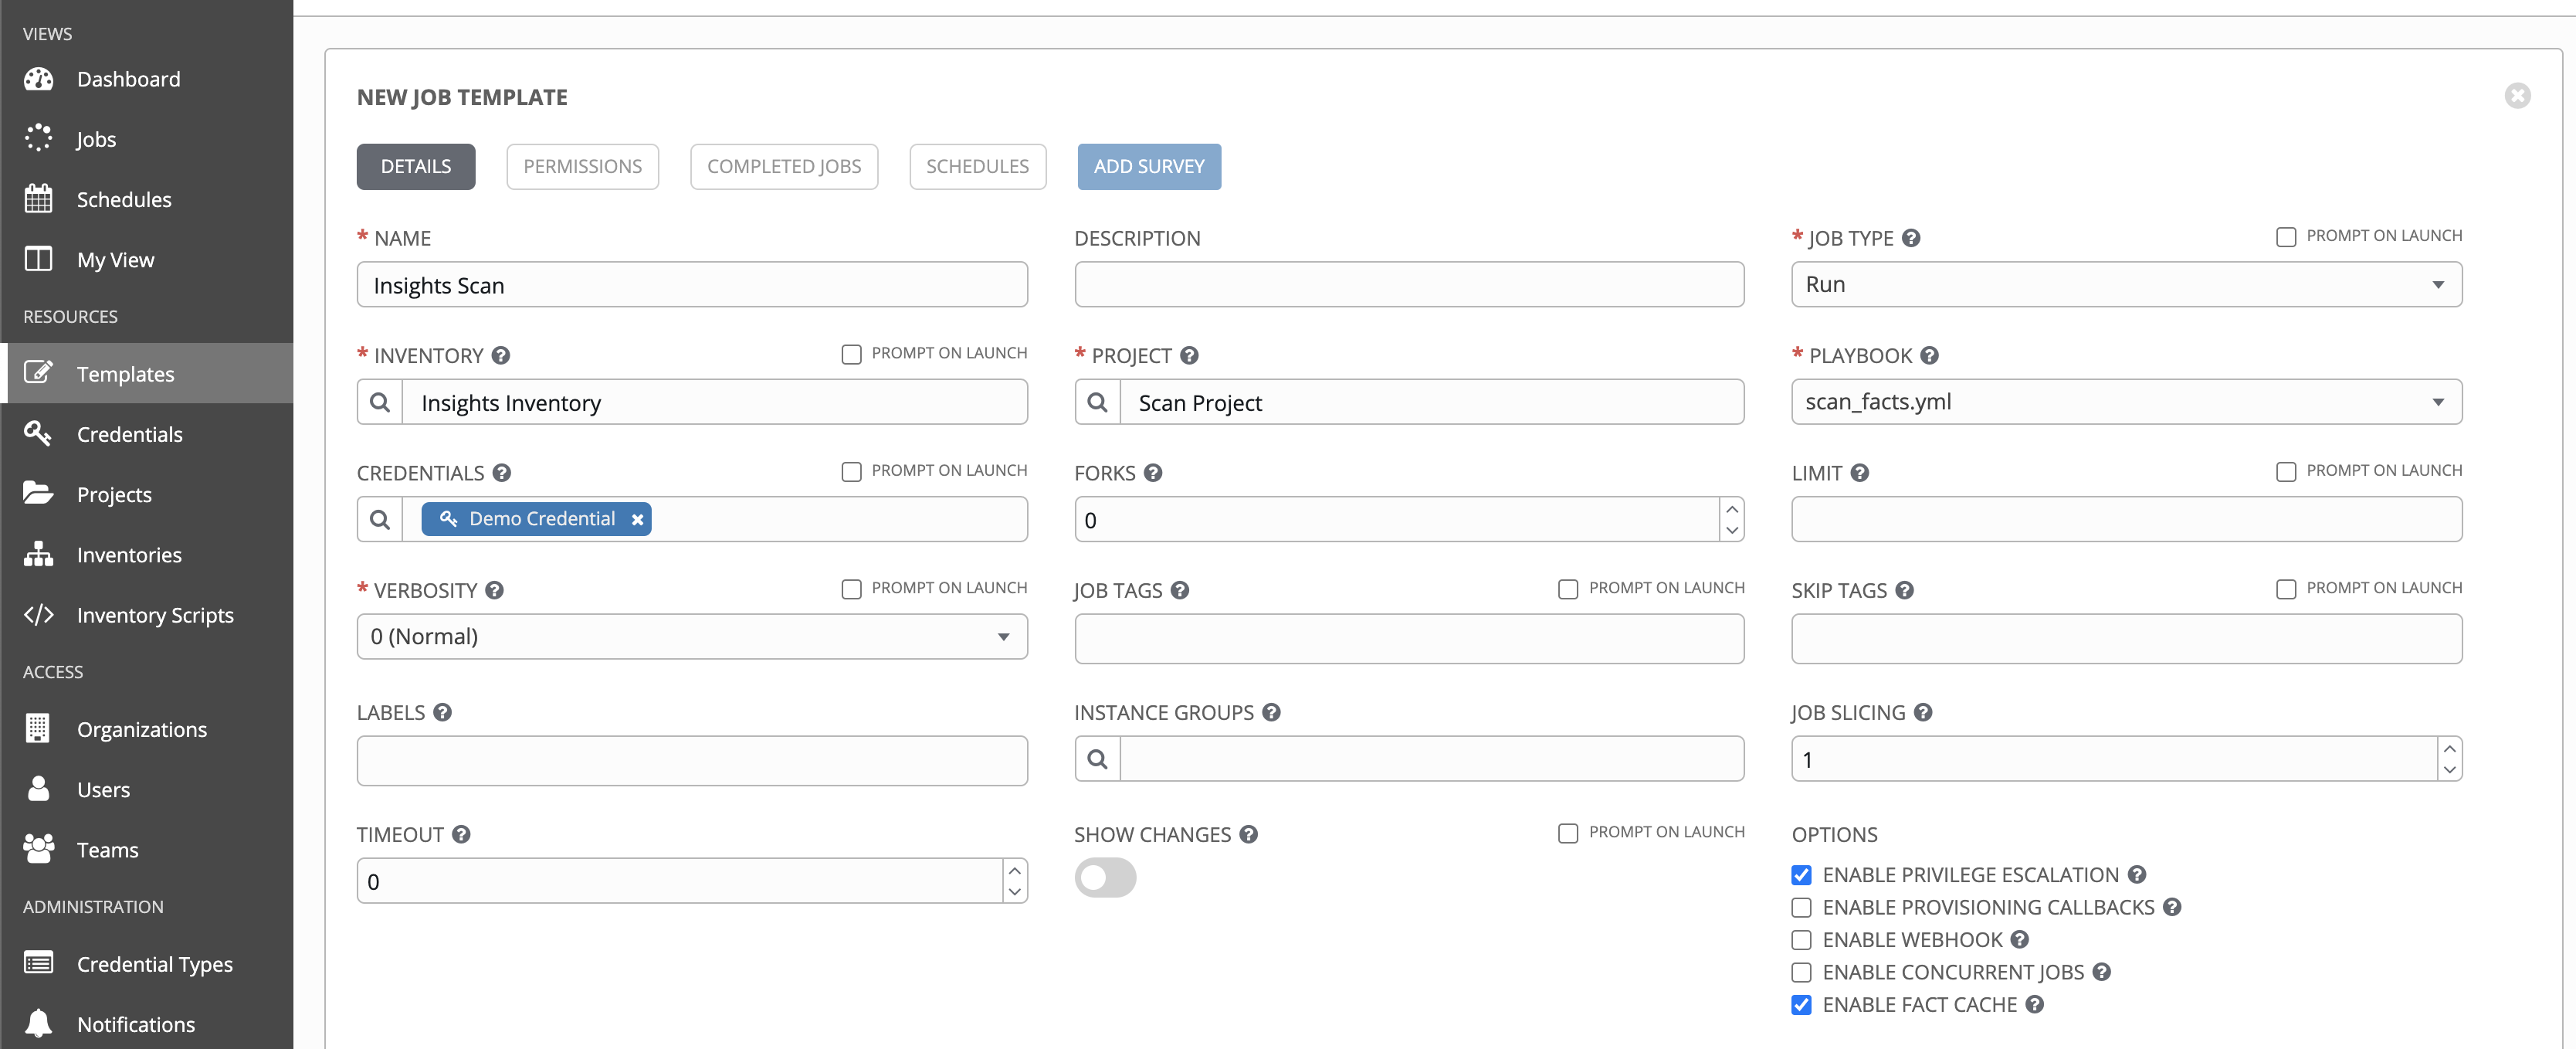 VIEWS
Dashboard
Jobs
Schedules
My View
RESOURCES
Templates
Credentials
Projects
Inventories
Inventory Scripts
ACCESS
Organizations
Users
Teams
ADMINISTRATION
Credential Types
Notifications
NEW JOB TEMPLATE
DETAILS PERMISSIONS COMPLETED JOBS SCHEDULES ADD SURVEY
* NAME
Insights Scan
DESCRIPTION
* JOB TYPE PROMPT ON LAUNCH
Run
* INVENTORY PROMPT ON LAUNCH
Insights Inventory
* PROJECT
Scan Project
* PLAYBOOK
scan_facts.yml
CREDENTIALS PROMPT ON LAUNCH
Demo Credential
FORKS
0
LIMIT PROMPT ON LAUNCH
* VERBOSITY PROMPT ON LAUNCH
0 (Normal)
JOB TAGS PROMPT ON LAUNCH
SKIP TAGS PROMPT ON LAUNCH
LABELS
INSTANCE GROUPS
JOB SLICING
1
TIMEOUT
0
SHOW CHANGES PROMPT ON LAUNCH
OPTIONS
ENABLE PRIVILEGE ESCALATION
ENABLE PROVISIONING CALLBACKS
ENABLE WEBHOOK
ENABLE CONCURRENT JOBS
ENABLE FACT CACHE